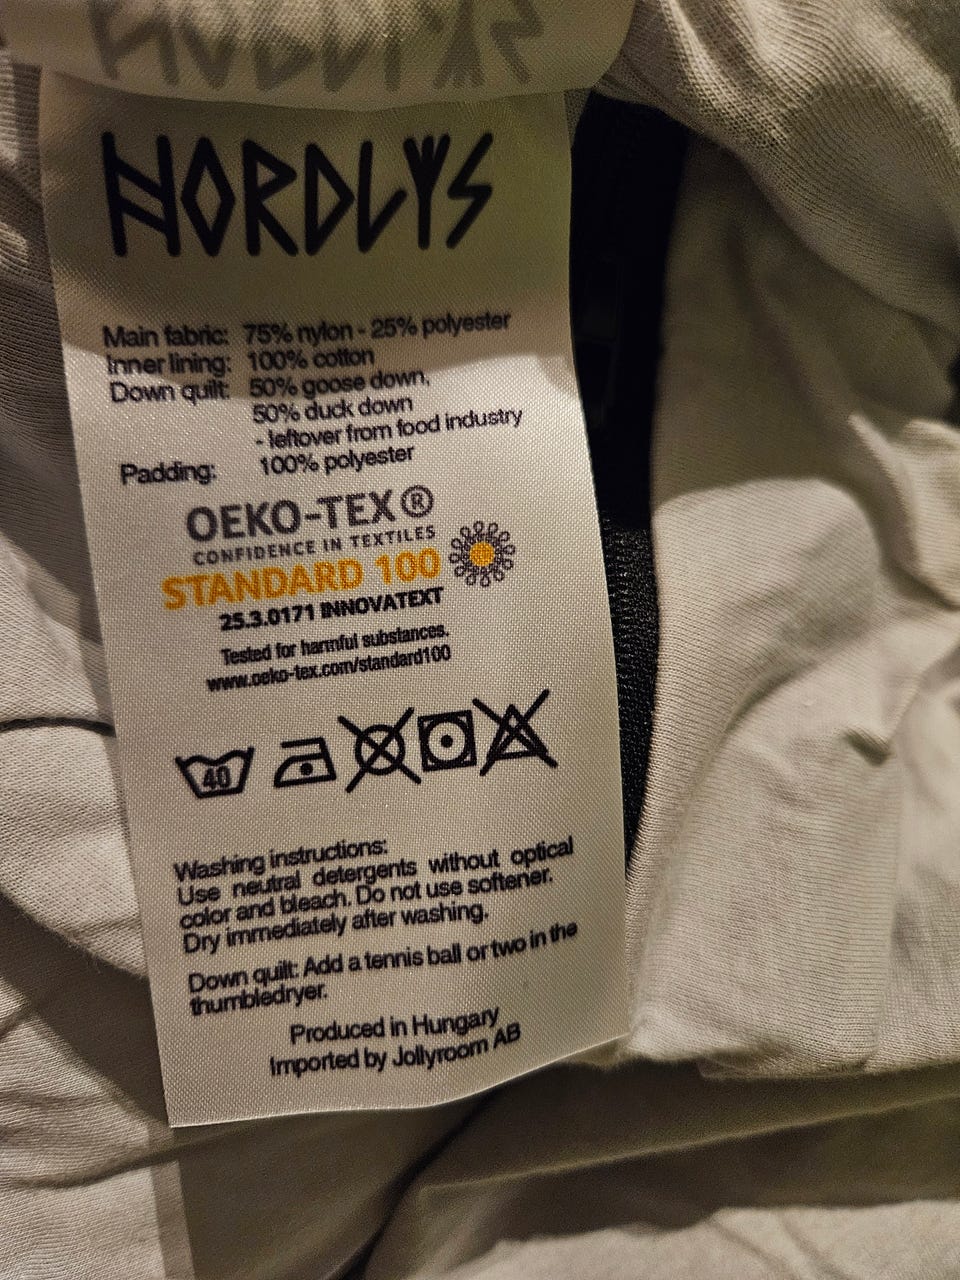 NORDLYS
NORDLYS
Main fabric: 75% nylon - 25% polyester
Inner lining: 100% cotton
Down quilt: 50% goose down,
50% duck down
- leftover from food industry
Padding: 100% polyester
OEKO-TEX®
CONFIDENCE IN TEXTILES
STANDARD 100
25.3.0171 INNOVATEXT
Tested for harmful substances.
www.oeko-tex.com/standard100
40
Washing instructions:
Use neutral detergents without optical
color and bleach. Do not use softener.
Dry immediately after washing.
Down quilt: Add a tennis ball or two in the
thumbledryer.
Produced in Hungary
Imported by Jollyroom AB